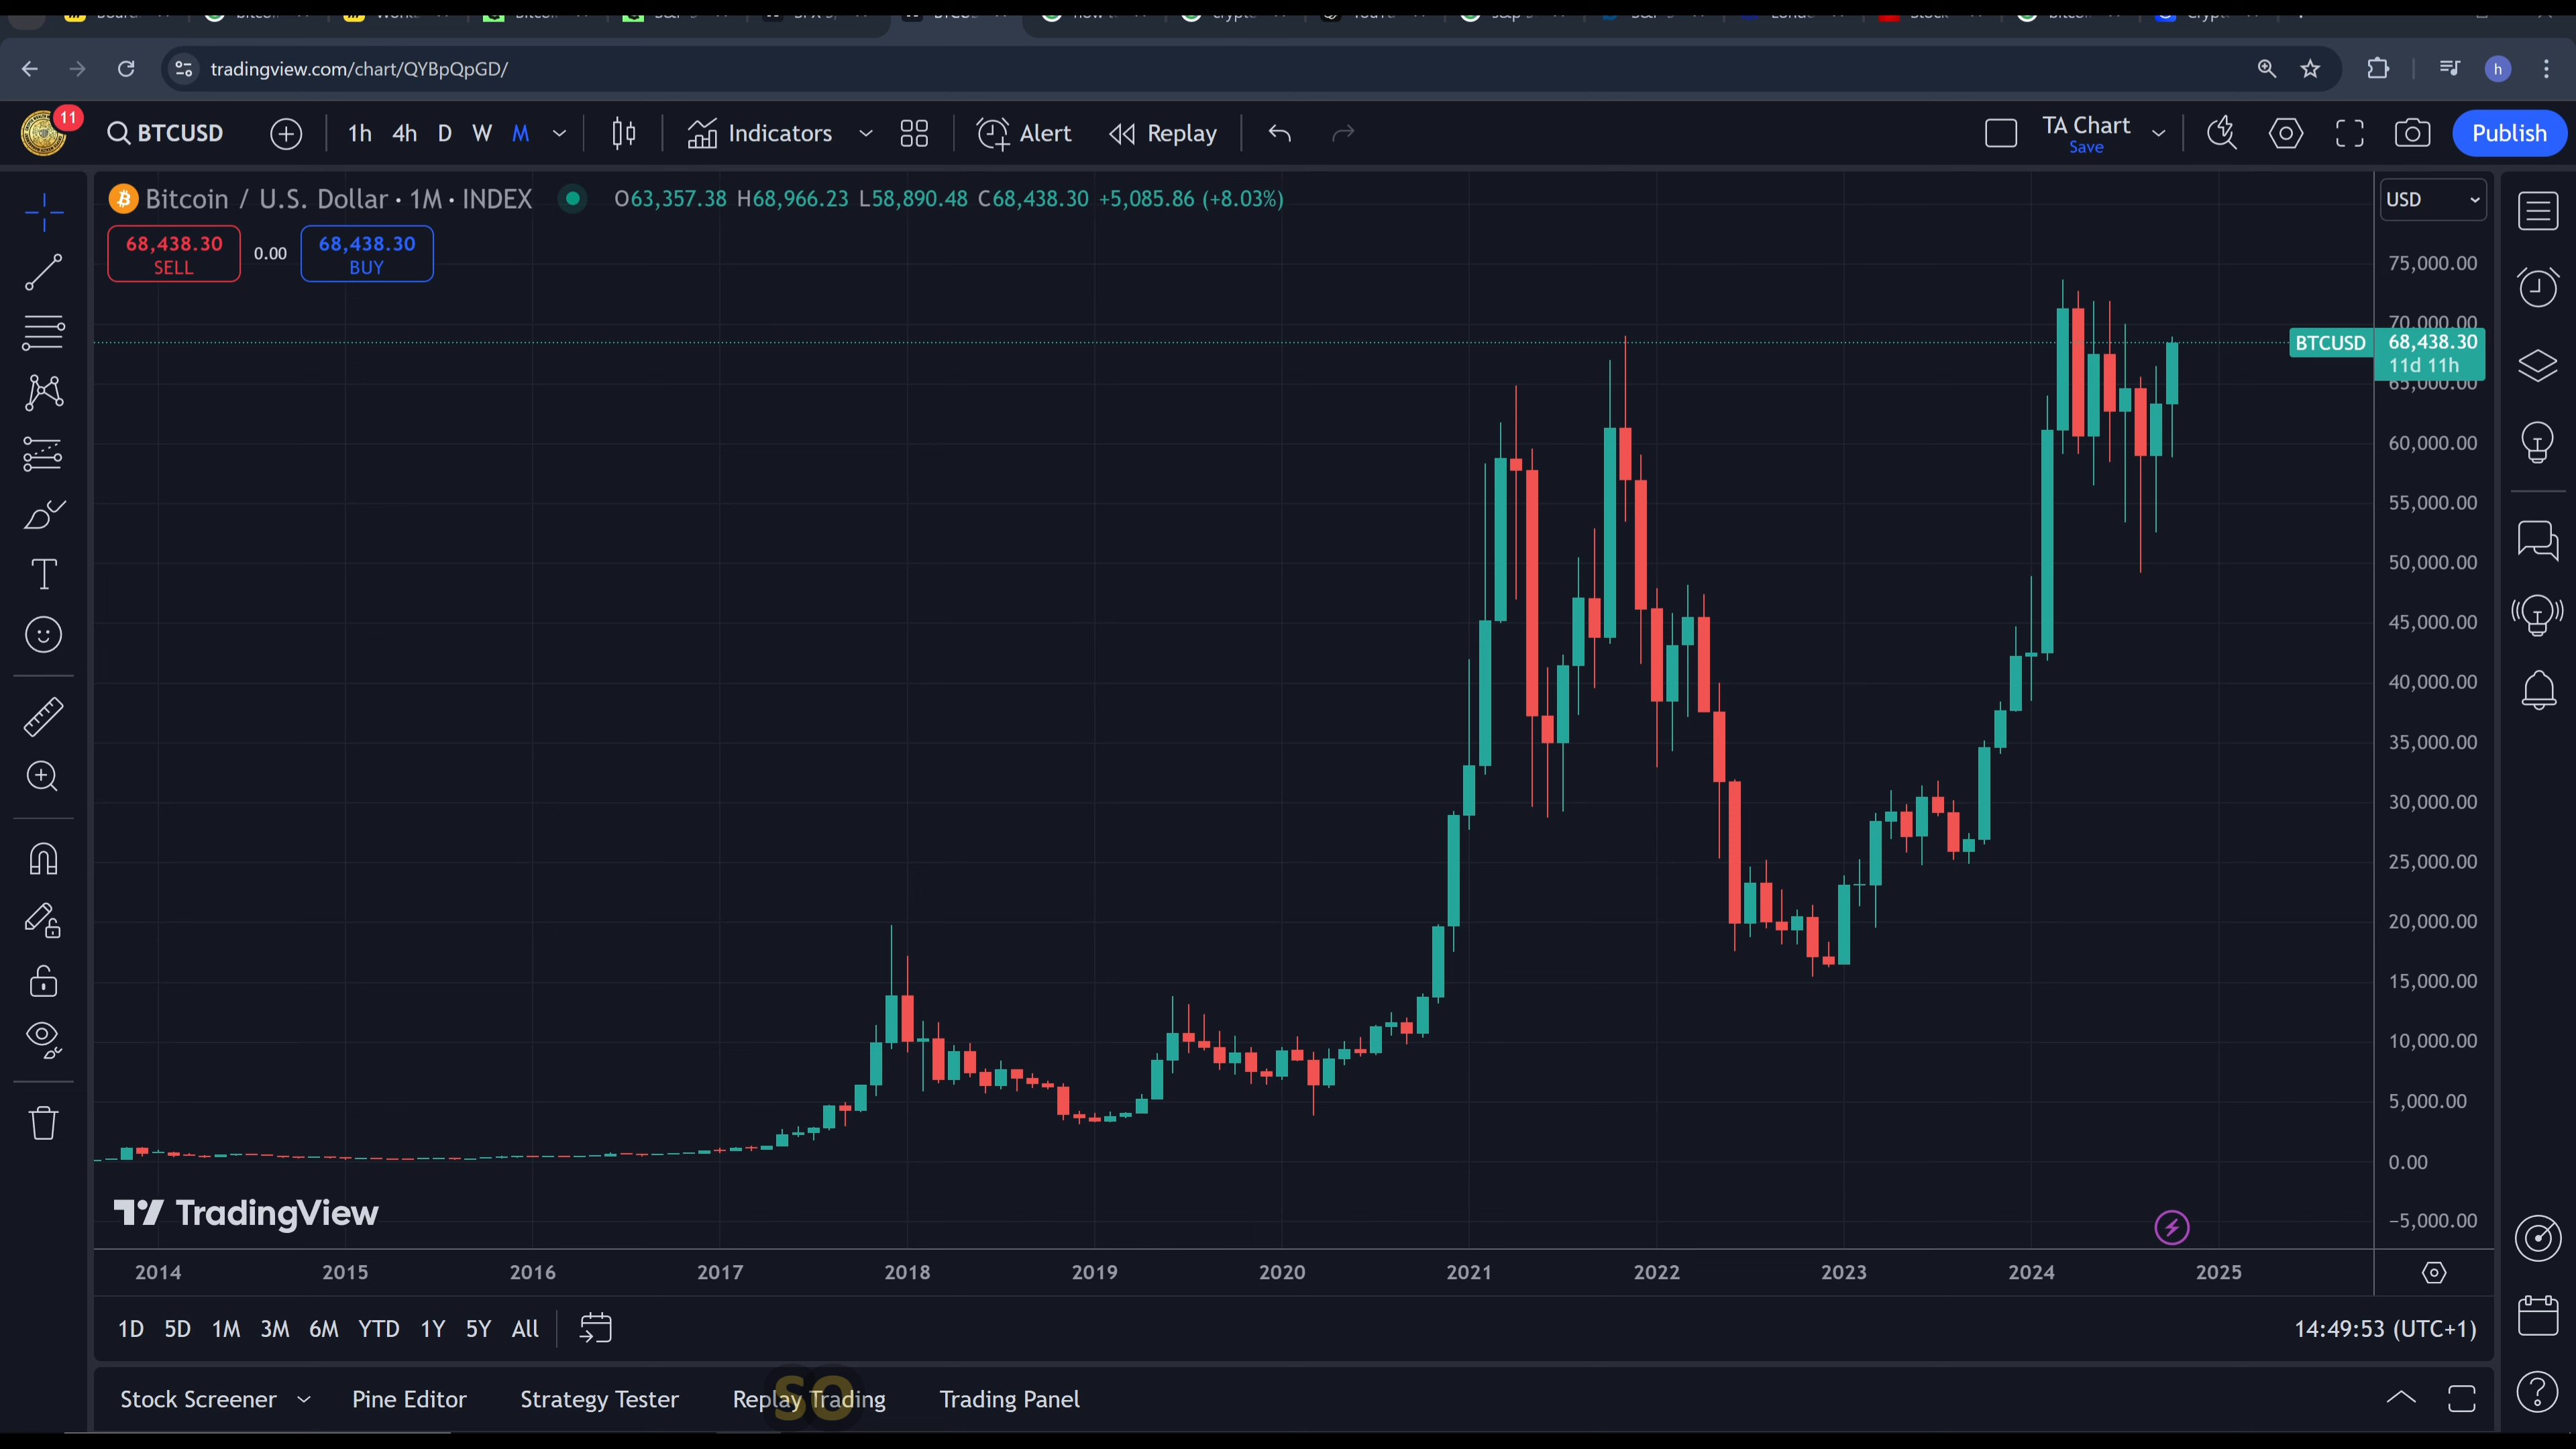 tradingview.com/chart/QYBpQpGD/
h
11
BTCUSD
1h 4h D W M
Indicators
Alert
Replay
TA Chart
Save
Publish
Bitcoin / U.S. Dollar · 1M · INDEX
O63,357.38 H68,966.23 L58,890.48 C68,438.30 +5,085.86 (+8.03%)
68,438.30
SELL
0.00
68,438.30
BUY
USD
75,000.00
70,000.00
BTCUSD
68,438.30
11d 11h
65,000.00
60,000.00
55,000.00
50,000.00
45,000.00
40,000.00
35,000.00
30,000.00
25,000.00
20,000.00
15,000.00
10,000.00
5,000.00
0.00
−5,000.00
TradingView
2014 2015 2016 2017 2018 2019 2020 2021 2022 2023 2024 2025
1D 5D 1M 3M 6M YTD 1Y 5Y All
14:49:53 (UTC+1)
Stock Screener
Pine Editor
Strategy Tester
Replay Trading
SO
Trading Panel